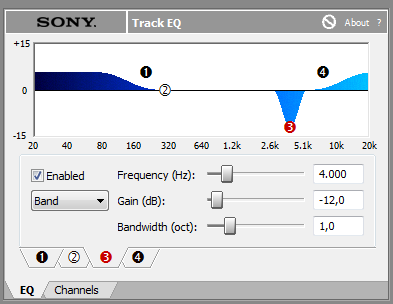 SONY. Track EQ About ?
+15
1 4
0 2
3
-15
20 40 80 160 320 640 1.2k 2.6k 5.1k 10k 20k
Enabled Frequency (Hz): 4.000
Band Gain (dB): -12,0
Bandwidth (oct): 1,0
1 2 3 4
EQ Channels